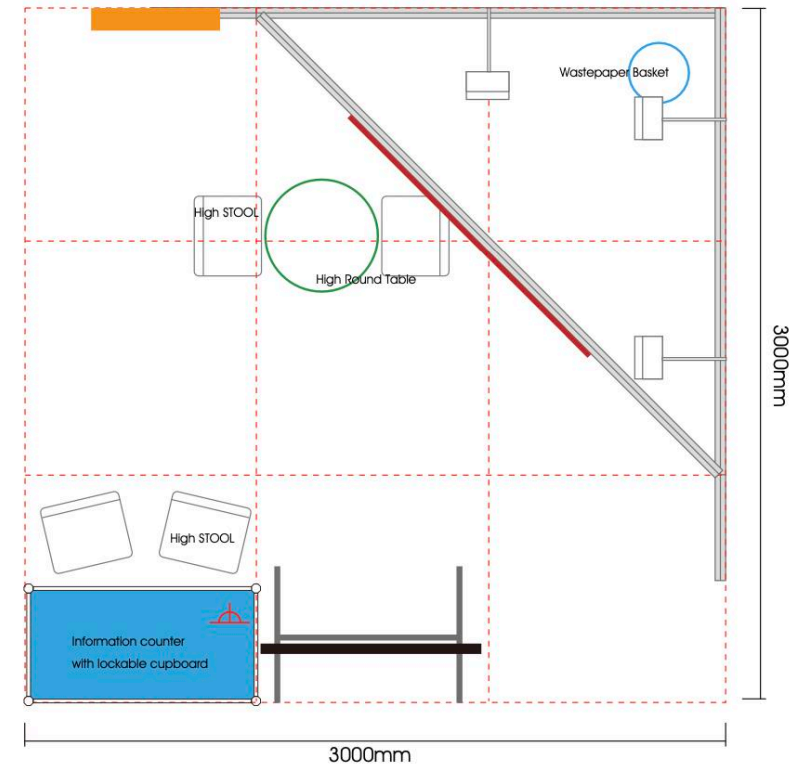 Wastepaper Basket
High STOOL
High Round Table
3000mm
High STOOL
Information counter
with lockable cupboard
3000mm